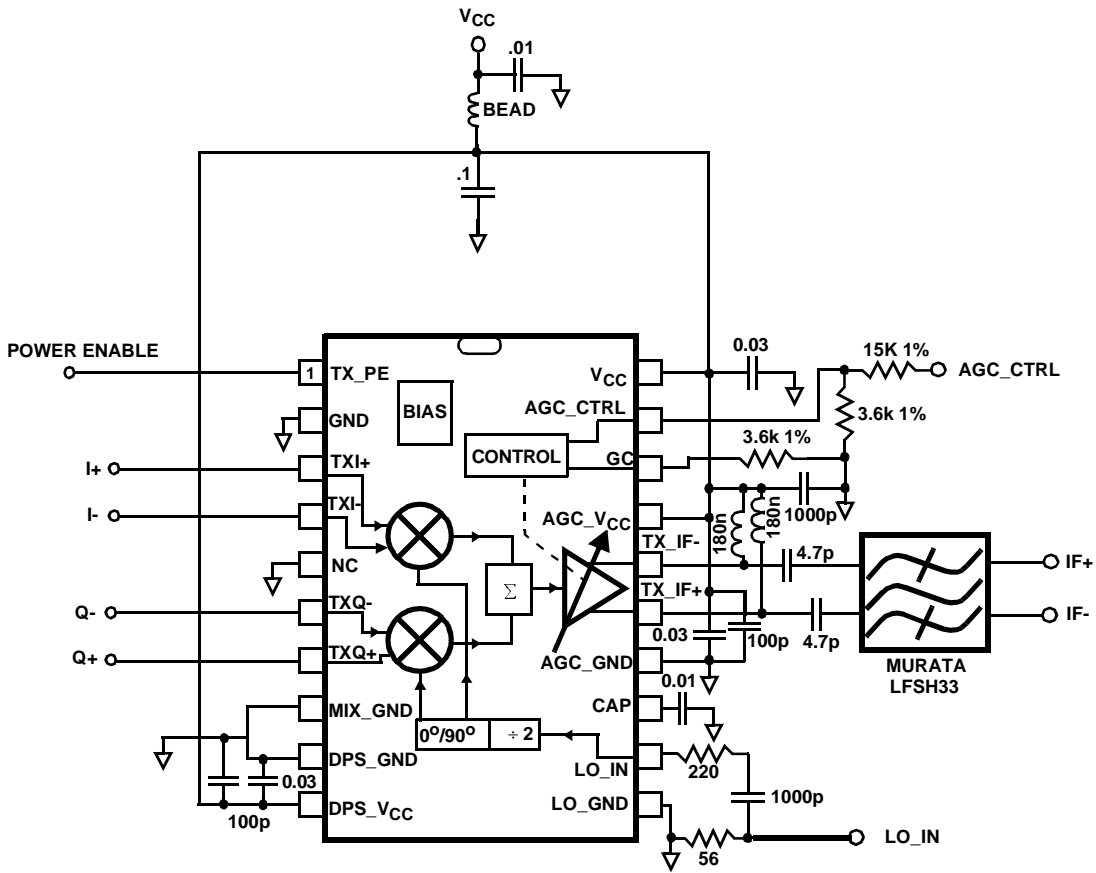 VCC
.01
BEAD
.1
POWER ENABLE
1
TX_PE
BIAS
VCC
0.03
15K 1%
AGC_CTRL
GND
AGC_CTRL
3.6k 1%
CONTROL
3.6k 1%
I+
TXI+
GC
I-
TXI-
1000p
180n
180n
AGC_VCC
TX_IF-
4.7p
IF+
NC
Q-
TXQ-
Σ
TX_IF+
IF-
0.03
100p
4.7p
Q+
TXQ+
AGC_GND
MURATA
LFSH33
0.01
MIX_GND
CAP
0°/90°
÷ 2
DPS_GND
0.03
LO_IN
220
100p
DPS_VCC
LO_GND
1000p
56
LO_IN